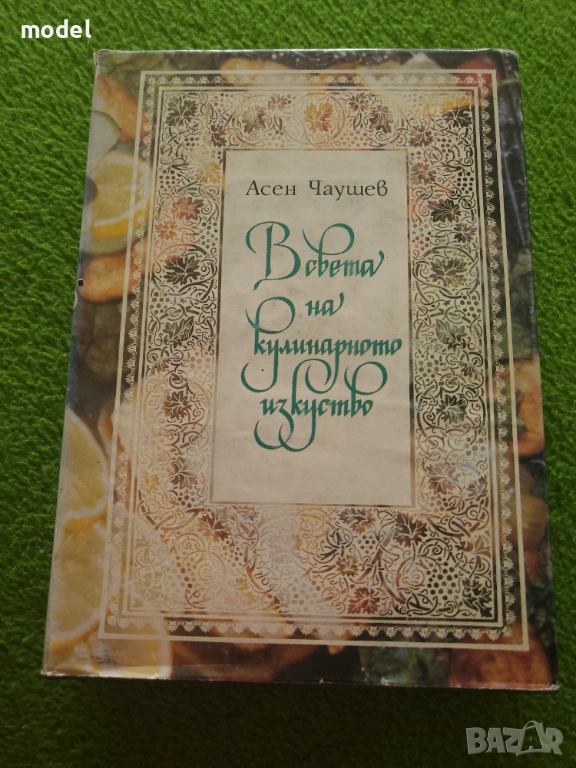 model
Асен Чаушев
В света
на
кулинарното
изкуство
BAZAR